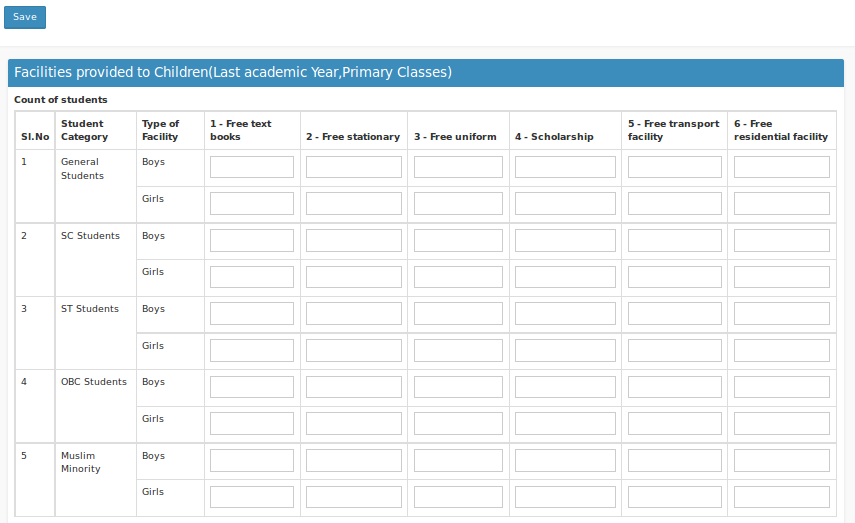 Save
Facilities provided to Children(Last academic Year,Primary Classes)
Count of students
Sl.No Student Category Type of Facility 1 - Free text books 2 - Free stationary 3 - Free uniform 4 - Scholarship 5 - Free transport facility 6 - Free residential facility
1 General Students Boys
Girls
2 SC Students Boys
Girls
3 ST Students Boys
Girls
4 OBC Students Boys
Girls
5 Muslim Minority Boys
Girls